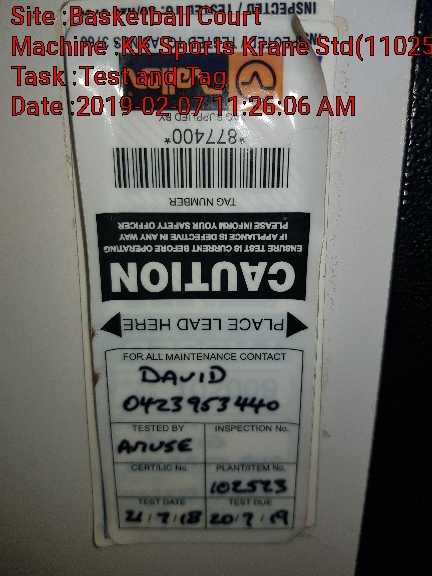 Site :Basketball Court
Machine :KK Sports Krane Std(11025
Task :Test and Tag
Date :2019-02-07 11:26:06 AM
TAG SUPPLIED BY
*877400*
TAG NUMBER
ENSURE TEST IS CURRENT BEFORE OPERATING
IF APPLIANCE IS DEFECTIVE IN ANY WAY
PLEASE INFORM YOUR SAFETY OFFICER
CAUTION
PLACE LEAD HERE
FOR ALL MAINTENANCE CONTACT
DAVID
0423953440
TESTED BY
INSPECTION No.
AMUSE
CERT/LIC No.
PLANT/ITEM No.
102523
TEST DATE
TEST DUE
21/7/18
20/7/19